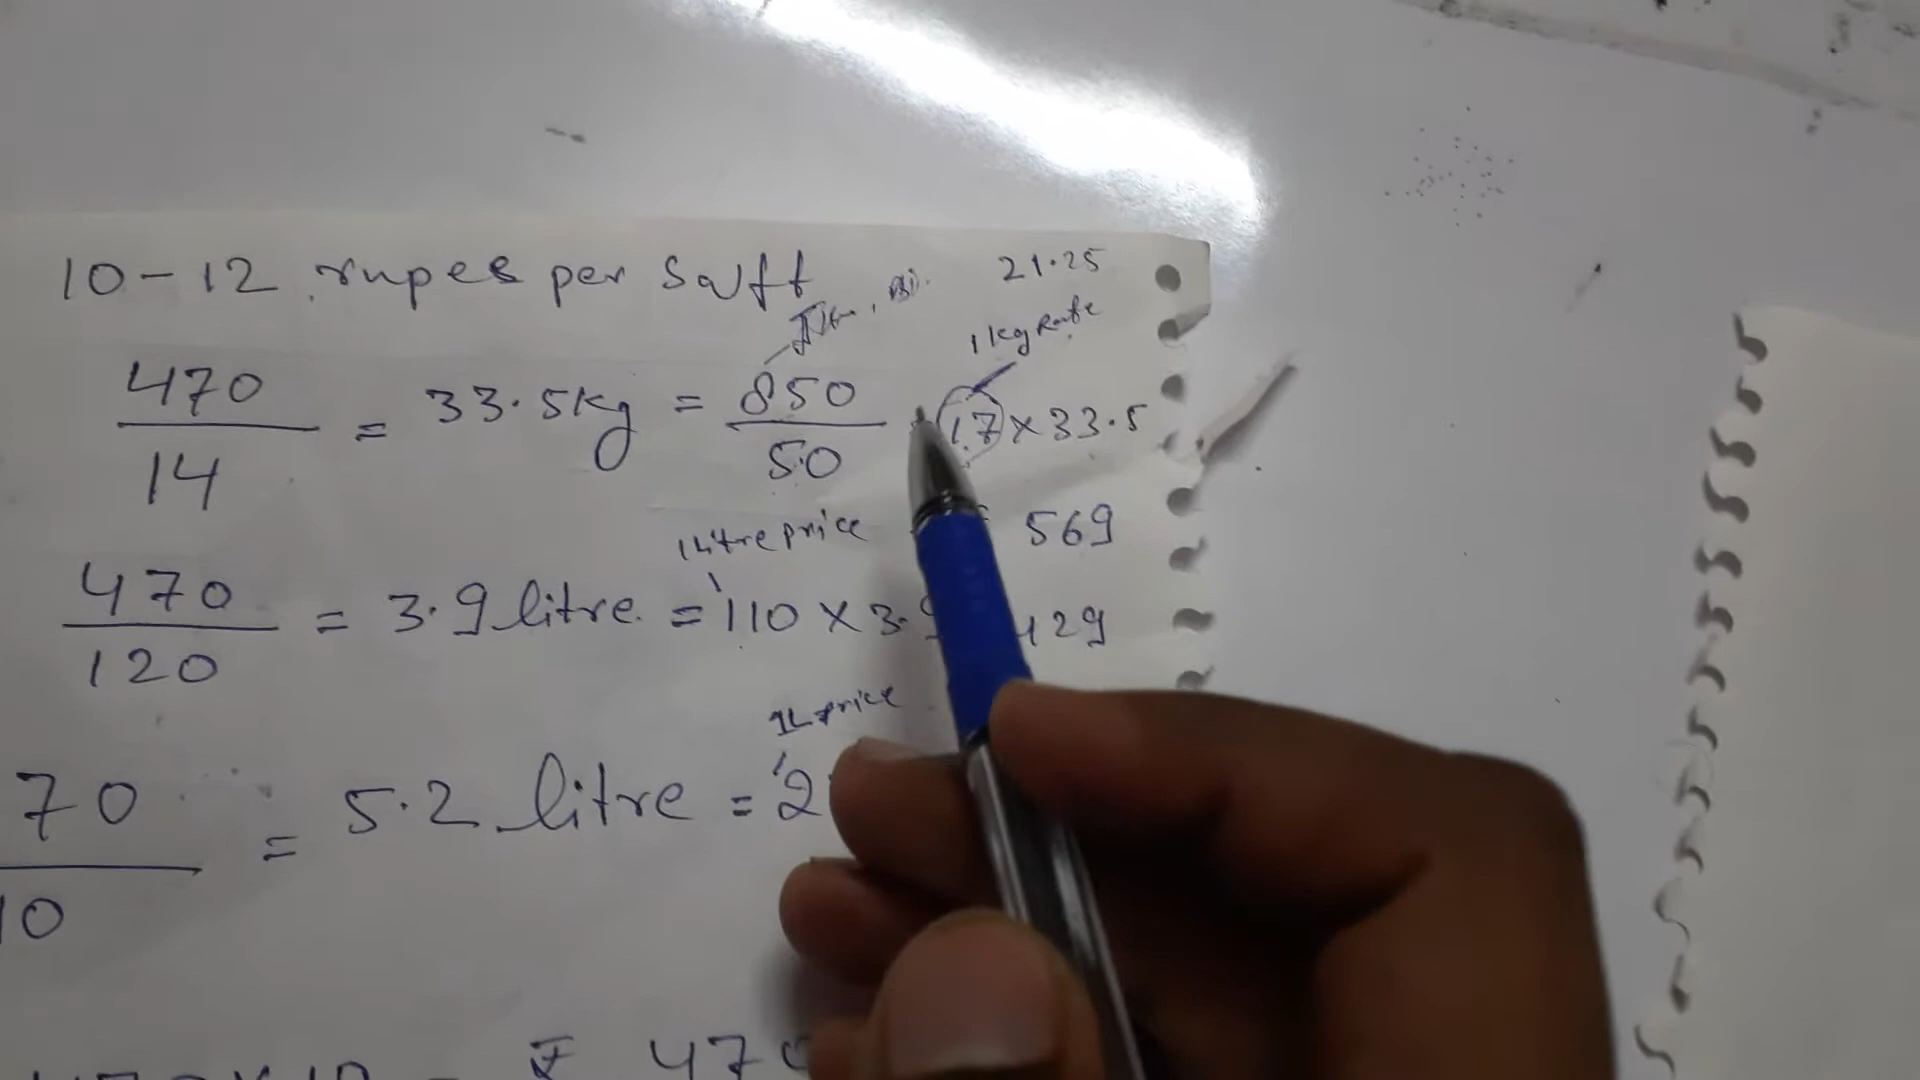 10-12 rupes per Sqft
21.25
1 kg Rate
470/14 = 33.5kg = 850/50 17 × 33.5
1 litre price = 569
470/120 = 3.9 litre = 110 × 3.9 429
1L price
70/10 = 5.2 litre = 2
₹ 470